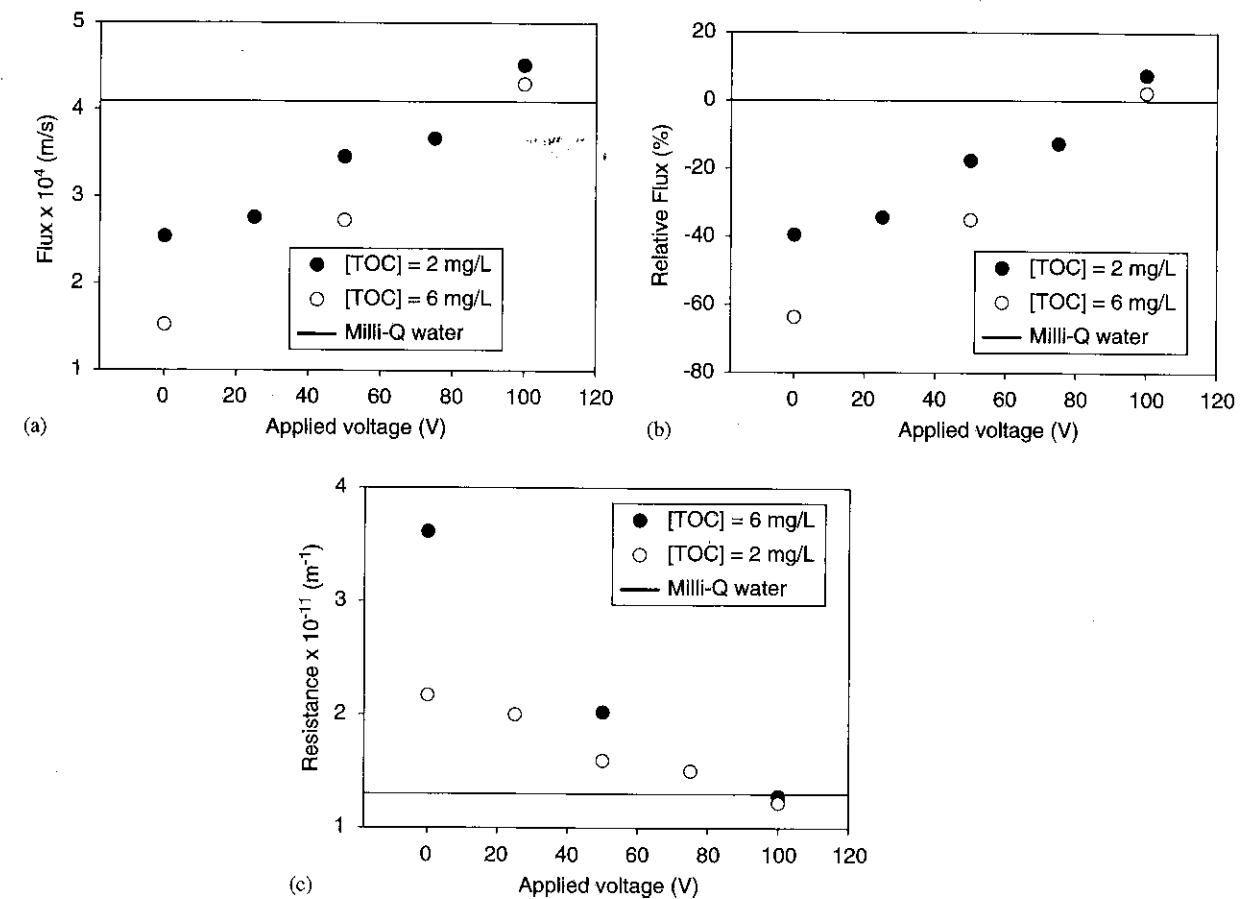 5
4
3
2
1
Flux x 10⁴ (m/s)
[TOC] = 2 mg/L
[TOC] = 6 mg/L
Milli-Q water
0 20 40 60 80 100 120
Applied voltage (V)
(a)
20
0
-20
-40
-60
-80
Relative Flux (%)
[TOC] = 2 mg/L
[TOC] = 6 mg/L
Milli-Q water
0 20 40 60 80 100 120
Applied voltage (V)
(b)
4
3
2
1
Resistance x 10⁻¹¹ (m⁻¹)
[TOC] = 6 mg/L
[TOC] = 2 mg/L
Milli-Q water
0 20 40 60 80 100 120
Applied voltage (V)
(c)